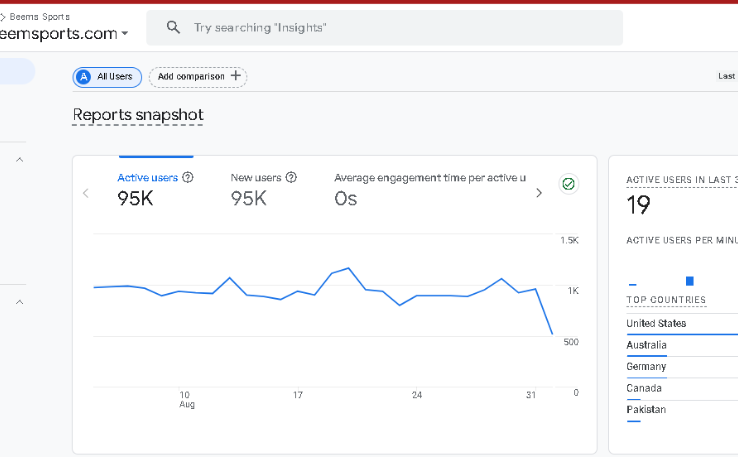 Beems Sports
eemsports.com
Try searching "Insights"
A All Users
Add comparison
Last
Reports snapshot
Active users
95K
New users
95K
Average engagement time per active u
0s
1.5K
1K
500
0
10
Aug
17
24
31
ACTIVE USERS IN LAST 3
19
ACTIVE USERS PER MINU
TOP COUNTRIES
United States
Australia
Germany
Canada
Pakistan